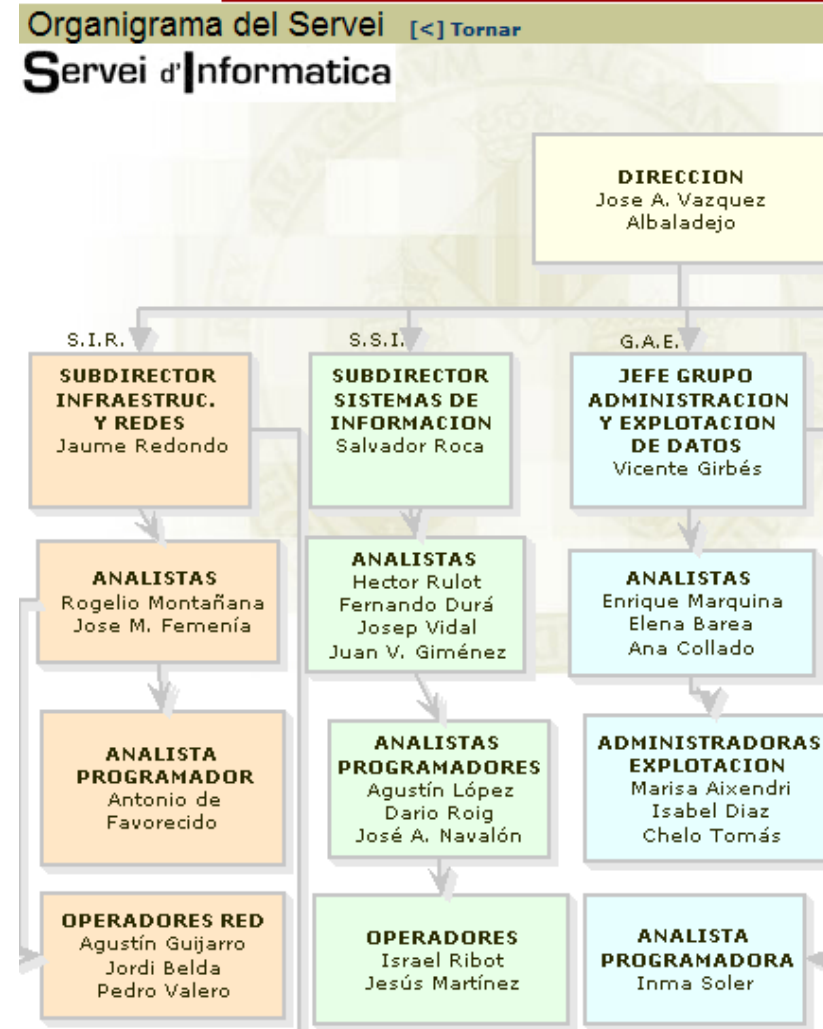 Organigrama del Servei [<] Tornar
Servei d'Informatica
DIRECCION
Jose A. Vazquez
Albaladejo
S.I.R.
SUBDIRECTOR
INFRAESTRUC.
Y REDES
Jaume Redondo
S.S.I.
SUBDIRECTOR
SISTEMAS DE
INFORMACION
Salvador Roca
G.A.E.
JEFE GRUPO
ADMINISTRACION
Y EXPLOTACION
DE DATOS
Vicente Girbés
ANALISTAS
Rogelio Montañana
Jose M. Femenía
ANALISTAS
Hector Rulot
Fernando Durá
Josep Vidal
Juan V. Giménez
ANALISTAS
Enrique Marquina
Elena Barea
Ana Collado
ANALISTA
PROGRAMADOR
Antonio de
Favorecido
ANALISTAS
PROGRAMADORES
Agustín López
Dario Roig
José A. Navalón
ADMINISTRADORAS
EXPLOTACION
Marisa Aixendri
Isabel Diaz
Chelo Tomás
OPERADORES RED
Agustín Guijarro
Jordi Belda
Pedro Valero
OPERADORES
Israel Ribot
Jesús Martínez
ANALISTA
PROGRAMADORA
Inma Soler